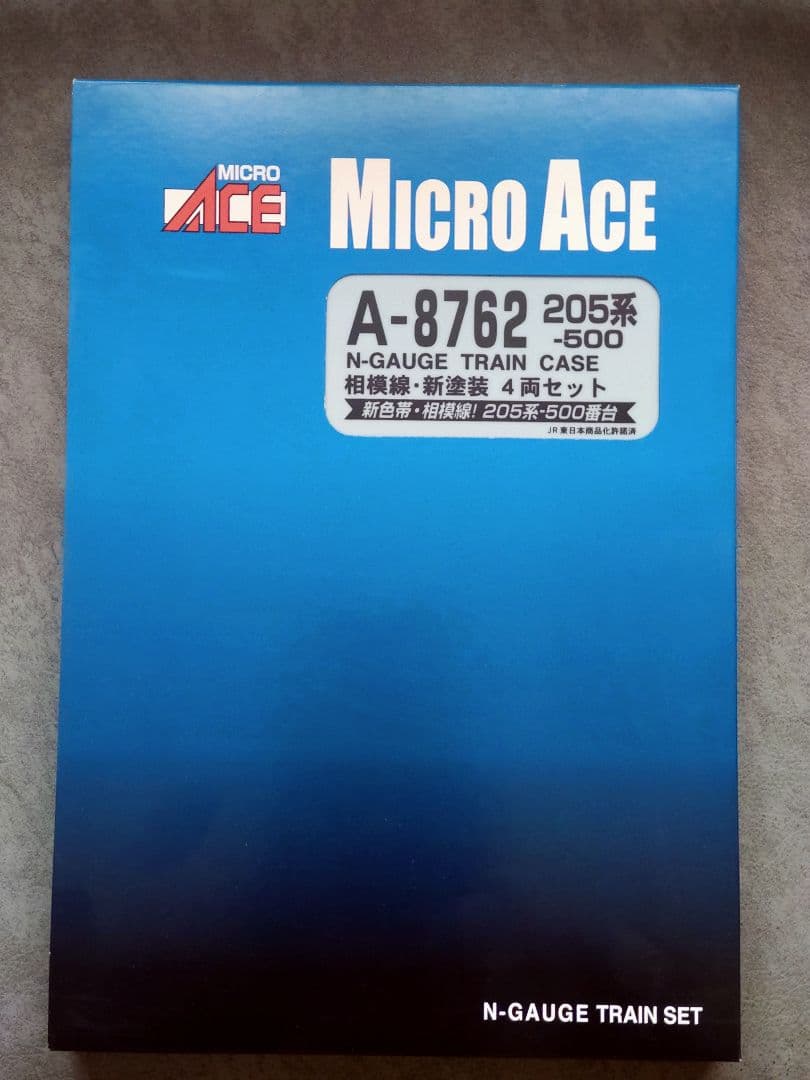 MICRO
ACE
MICRO ACE
A-8762 205系
-500
N-GAUGE TRAIN CASE
相模線・新塗装 4両セット
新色帯・相模線! 205系-500番台
JR東日本商品化許諾済
N-GAUGE TRAIN SET